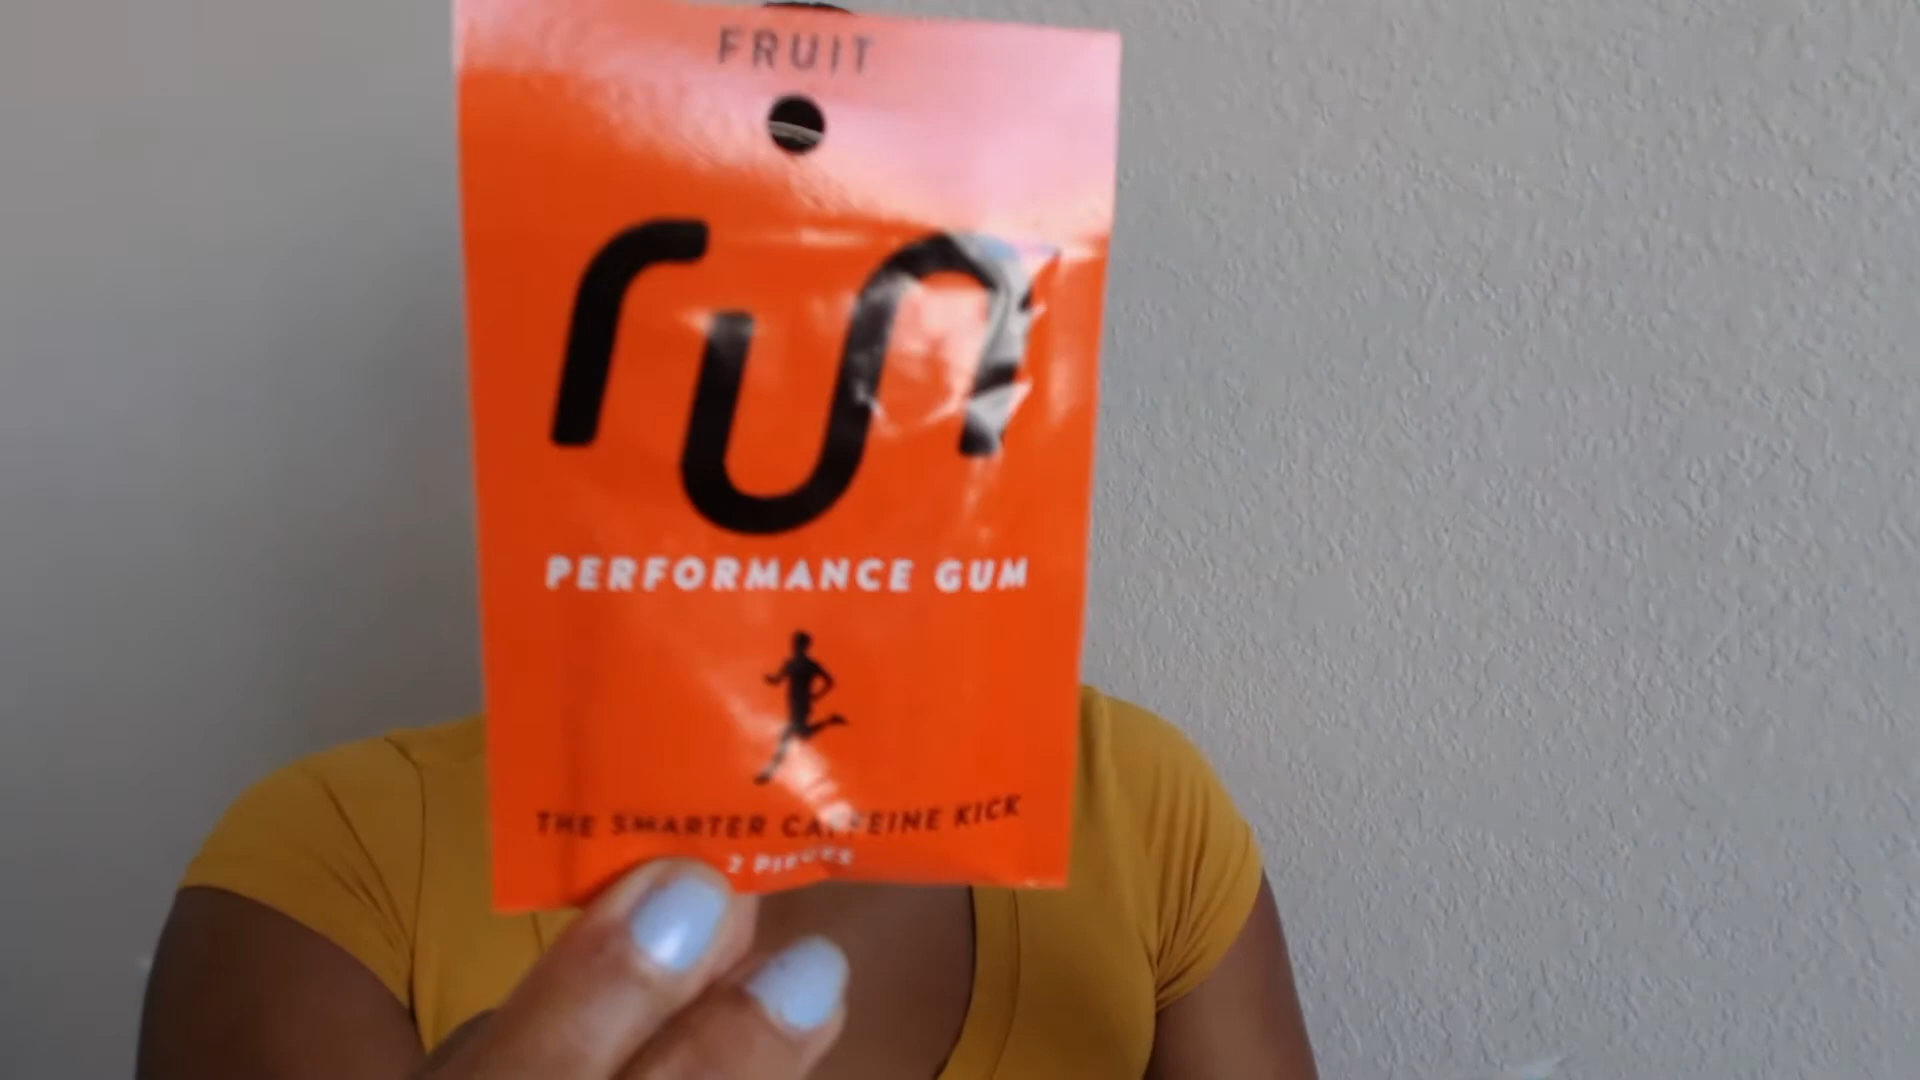 FRUIT
run
PERFORMANCE GUM
THE SMARTER CAFFEINE KICK
2 PIECES